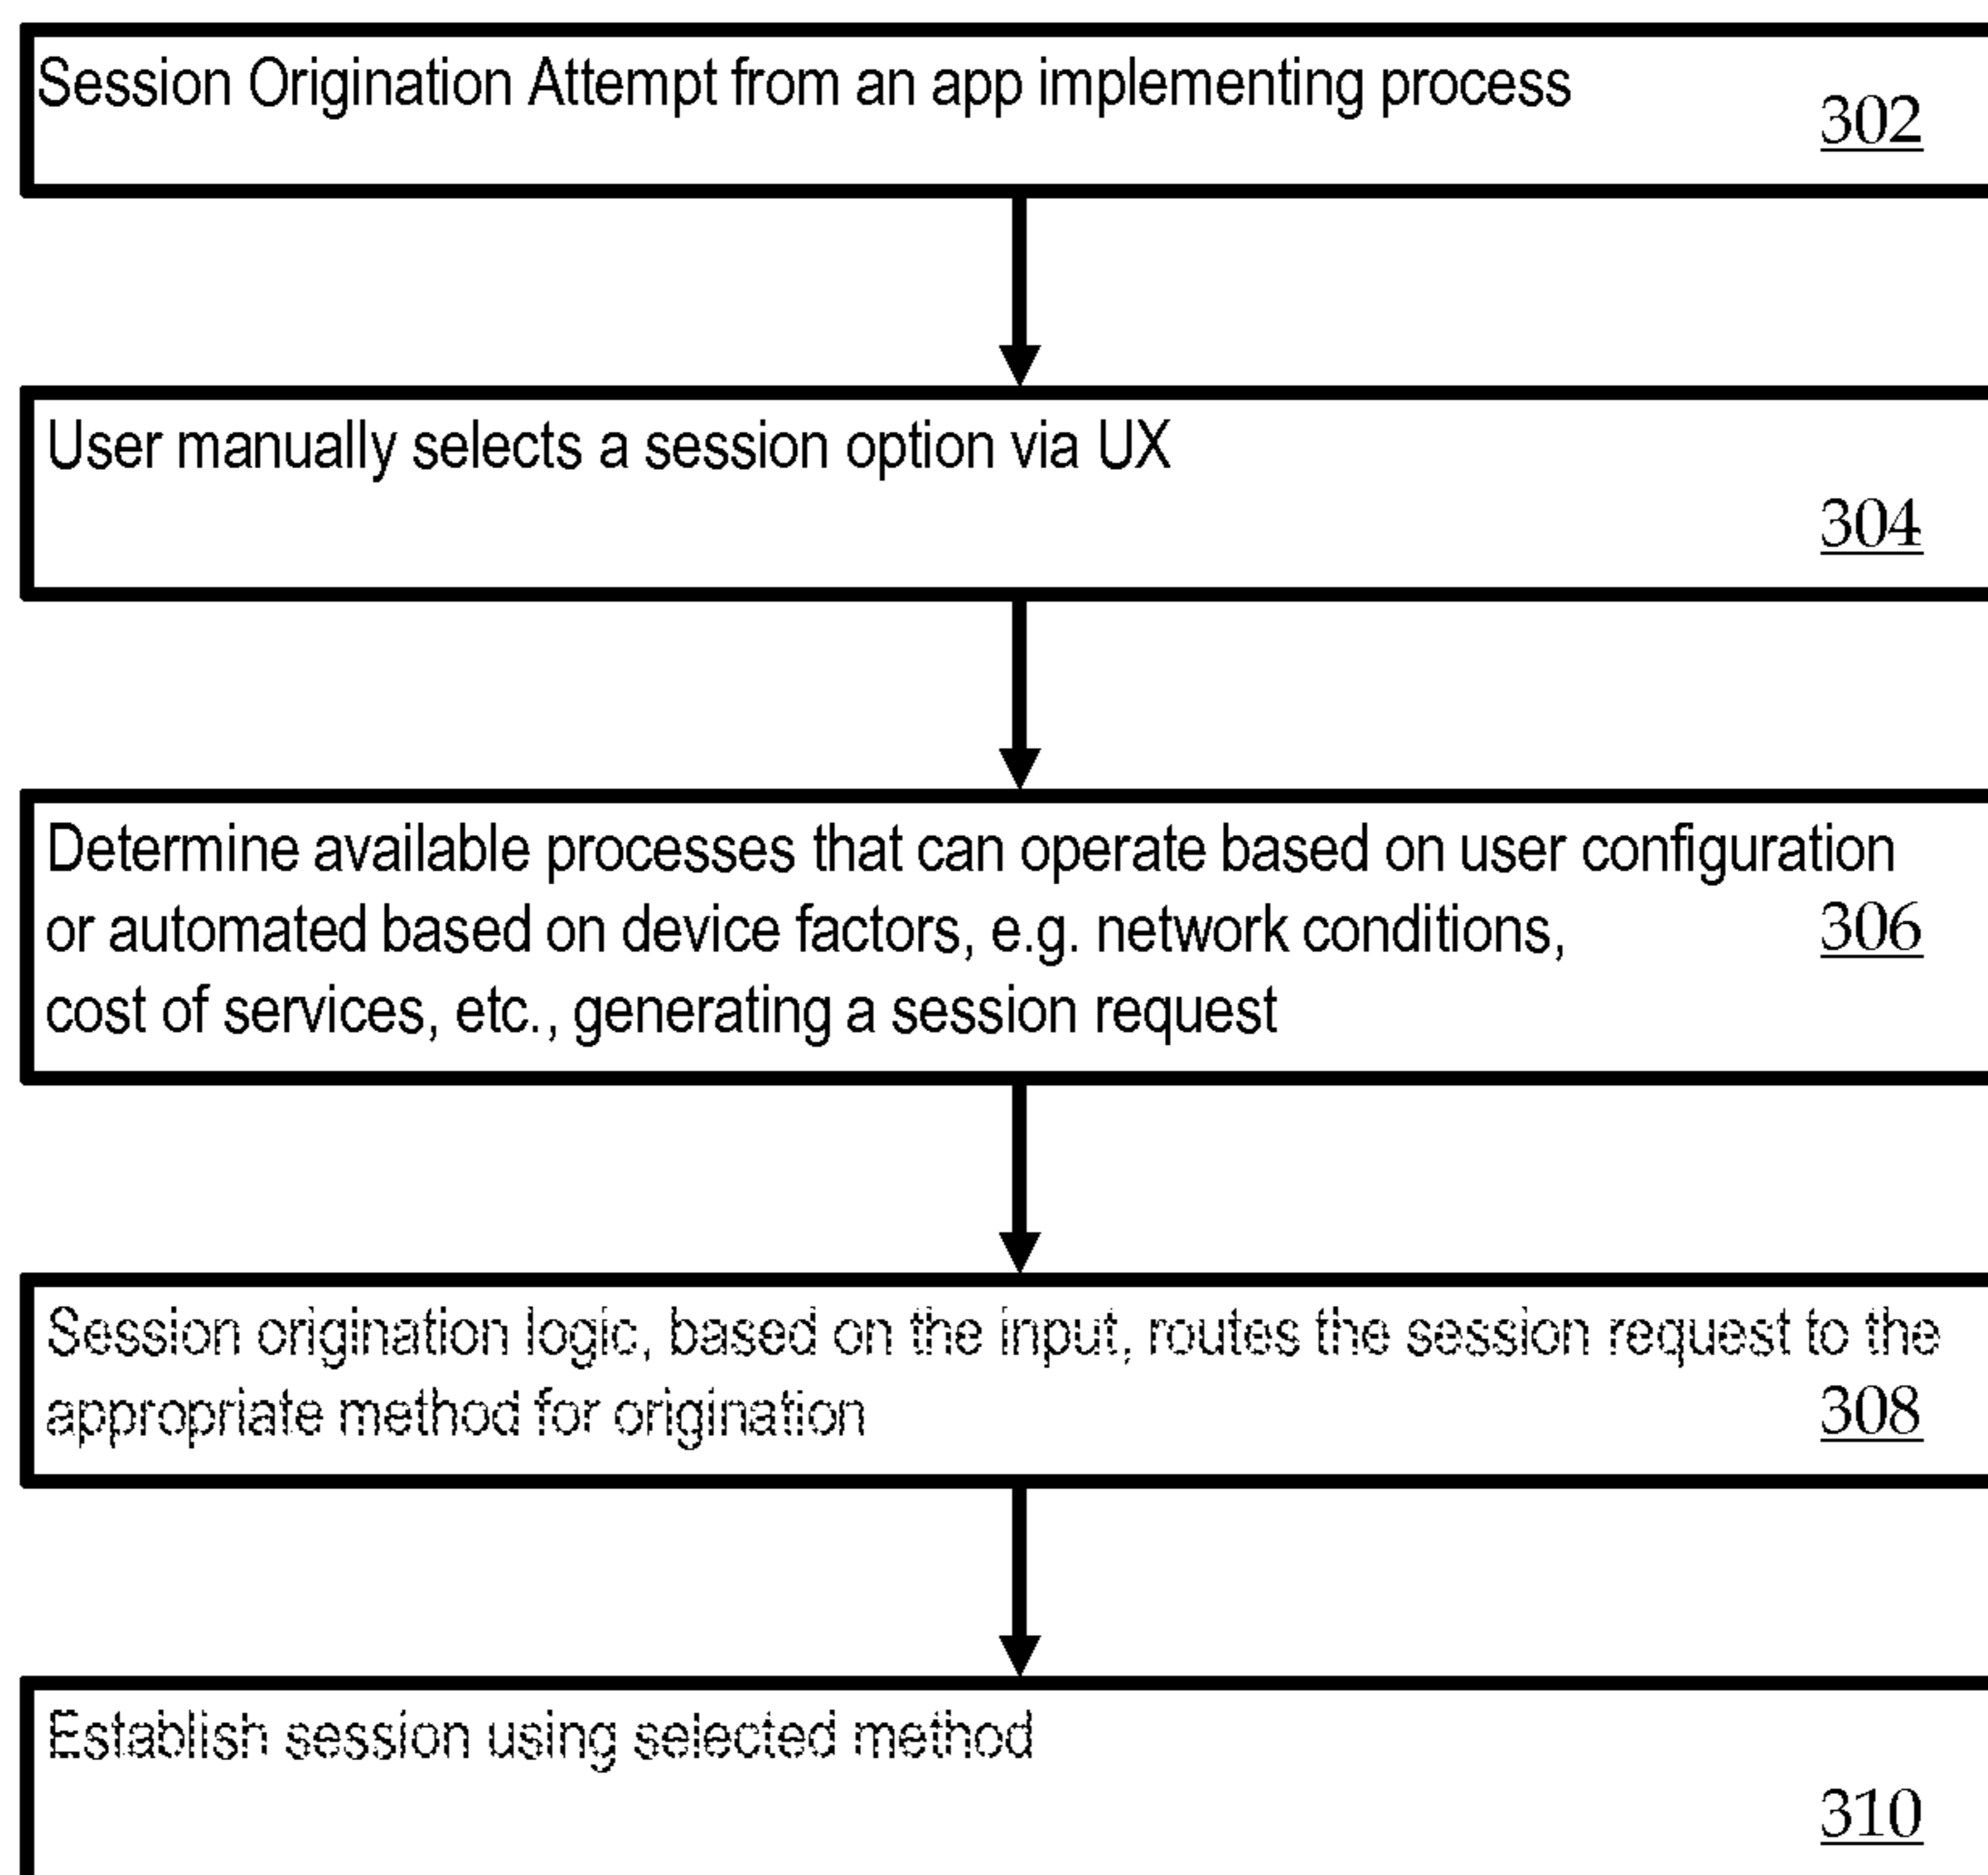 Session Origination Attempt from an app implementing process
302
User manually selects a session option via UX
304
Determine available processes that can operate based on user configuration
or automated based on device factors, e.g. network conditions,
306
cost of services, etc., generating a session request
Session origination logic, based on the input, routes the session request to the
appropriate method for origination
308
Establish session using selected method
310